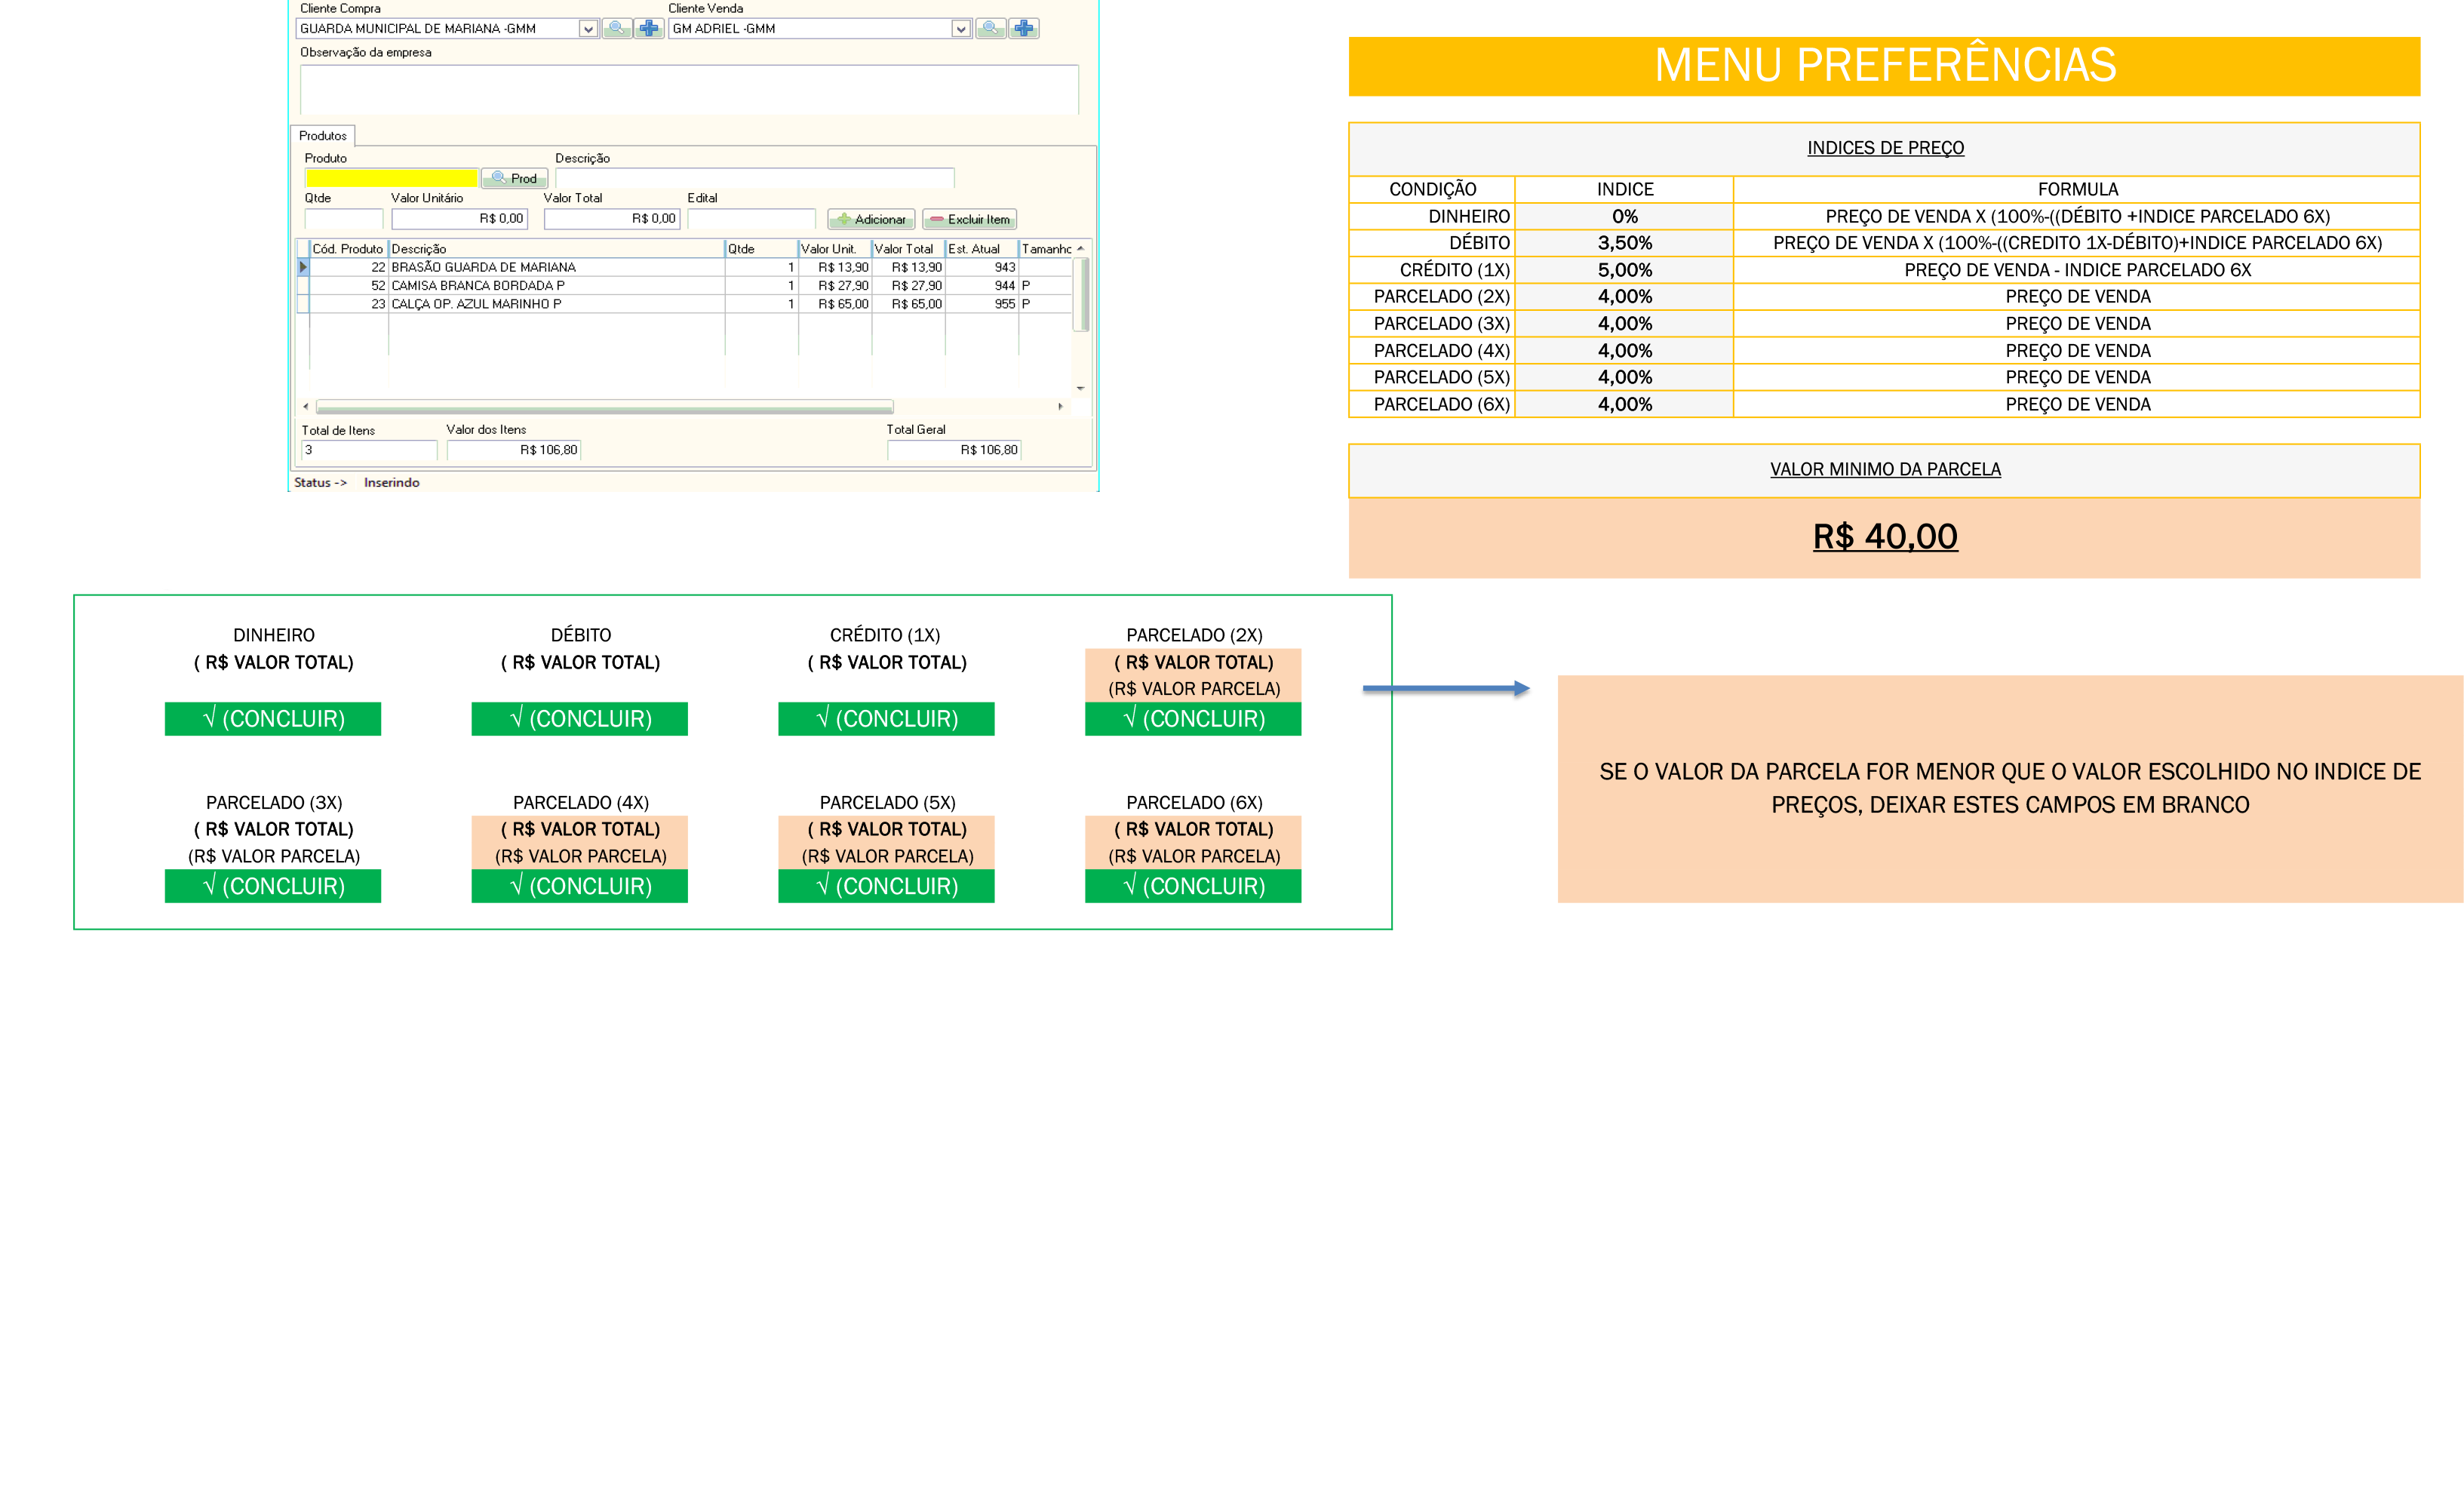 Cliente Compra Cliente Venda
GUARDA MUNICIPAL DE MARIANA -GMM GM ADRIEL -GMM
Observação da empresa
Produtos
Produto Descrição
Prod
Qtde Valor Unitário Valor Total Edital
R$ 0,00 R$ 0,00 Adicionar Excluir Item
Cód. Produto Descrição Qtde Valor Unit. Valor Total Est. Atual Tamanhc
22 BRASÃO GUARDA DE MARIANA 1 R$ 13,90 R$ 13,90 943
52 CAMISA BRANCA BORDADA P 1 R$ 27,90 R$ 27,90 944 P
23 CALÇA OP. AZUL MARINHO P 1 R$ 65,00 R$ 65,00 955 P
Total de Itens Valor dos Itens Total Geral
3 R$ 106,80 R$ 106,80
Status -> Inserindo
MENU PREFERÊNCIAS
INDICES DE PREÇO
CONDIÇÃO INDICE FORMULA
DINHEIRO 0% PREÇO DE VENDA X (100%-((DÉBITO +INDICE PARCELADO 6X)
DÉBITO 3,50% PREÇO DE VENDA X (100%-((CREDITO 1X-DÉBITO)+INDICE PARCELADO 6X)
CRÉDITO (1X) 5,00% PREÇO DE VENDA - INDICE PARCELADO 6X
PARCELADO (2X) 4,00% PREÇO DE VENDA
PARCELADO (3X) 4,00% PREÇO DE VENDA
PARCELADO (4X) 4,00% PREÇO DE VENDA
PARCELADO (5X) 4,00% PREÇO DE VENDA
PARCELADO (6X) 4,00% PREÇO DE VENDA
VALOR MINIMO DA PARCELA
R$ 40,00
DINHEIRO DÉBITO CRÉDITO (1X) PARCELADO (2X)
( R$ VALOR TOTAL) ( R$ VALOR TOTAL) ( R$ VALOR TOTAL) ( R$ VALOR TOTAL)
(R$ VALOR PARCELA)
√ (CONCLUIR) √ (CONCLUIR) √ (CONCLUIR) √ (CONCLUIR)
PARCELADO (3X) PARCELADO (4X) PARCELADO (5X) PARCELADO (6X)
( R$ VALOR TOTAL) ( R$ VALOR TOTAL) ( R$ VALOR TOTAL) ( R$ VALOR TOTAL)
(R$ VALOR PARCELA) (R$ VALOR PARCELA) (R$ VALOR PARCELA) (R$ VALOR PARCELA)
√ (CONCLUIR) √ (CONCLUIR) √ (CONCLUIR) √ (CONCLUIR)
SE O VALOR DA PARCELA FOR MENOR QUE O VALOR ESCOLHIDO NO INDICE DE
PREÇOS, DEIXAR ESTES CAMPOS EM BRANCO